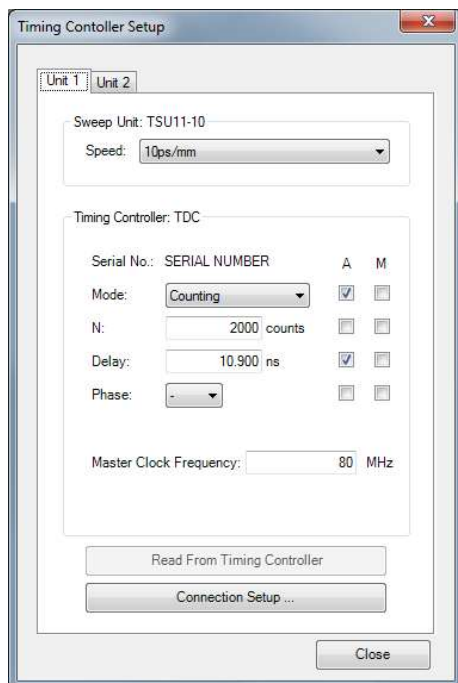 Timing Contoller Setup
Unit 1 Unit 2
Sweep Unit: TSU11-10
Speed: 10ps/mm
Timing Controller: TDC
Serial No.: SERIAL NUMBER A M
Mode: Counting
N: 2000 counts
Delay: 10.900 ns
Phase: -
Master Clock Frequency: 80 MHz
Read From Timing Controller
Connection Setup ...
Close